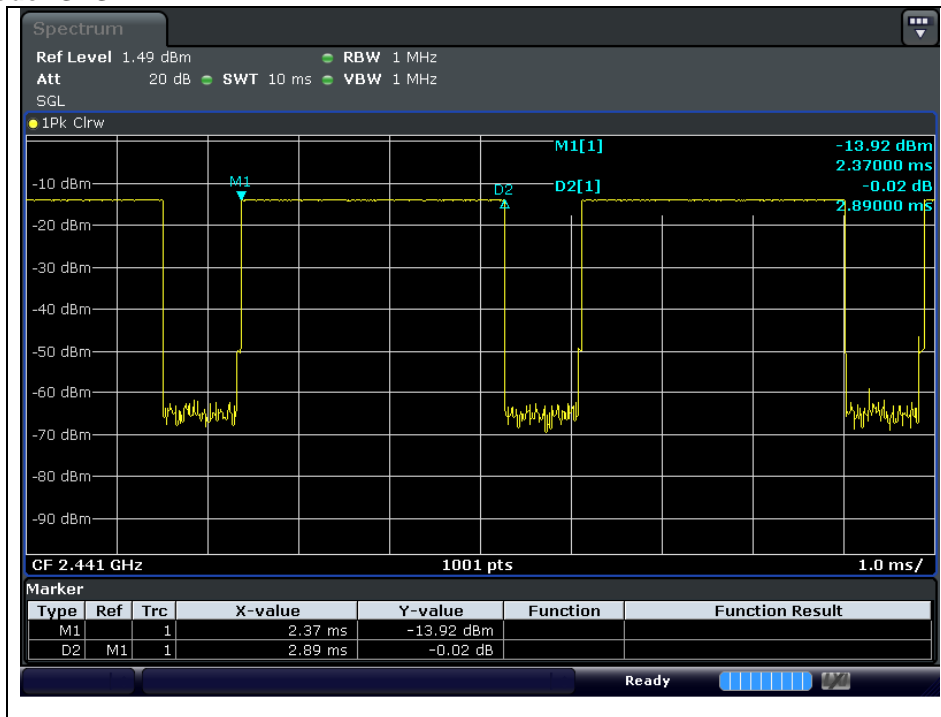 Spectrum
Ref Level 1.49 dBm RBW 1 MHz
Att 20 dB SWT 10 ms VBW 1 MHz
SGL
1Pk Clrw
M1[1] -13.92 dBm
2.37000 ms
D2[1] -0.02 dB
2.89000 ms
M1
D2
-10 dBm
-20 dBm
-30 dBm
-40 dBm
-50 dBm
-60 dBm
-70 dBm
-80 dBm
-90 dBm
CF 2.441 GHz 1001 pts 1.0 ms/
Marker
Type Ref Trc X-value Y-value Function Function Result
M1 1 2.37 ms -13.92 dBm
D2 M1 1 2.89 ms -0.02 dB
Ready